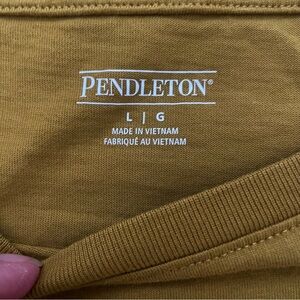 PENDLETON®
L | G
MADE IN VIETNAM
FABRIQUÉ AU VIETNAM